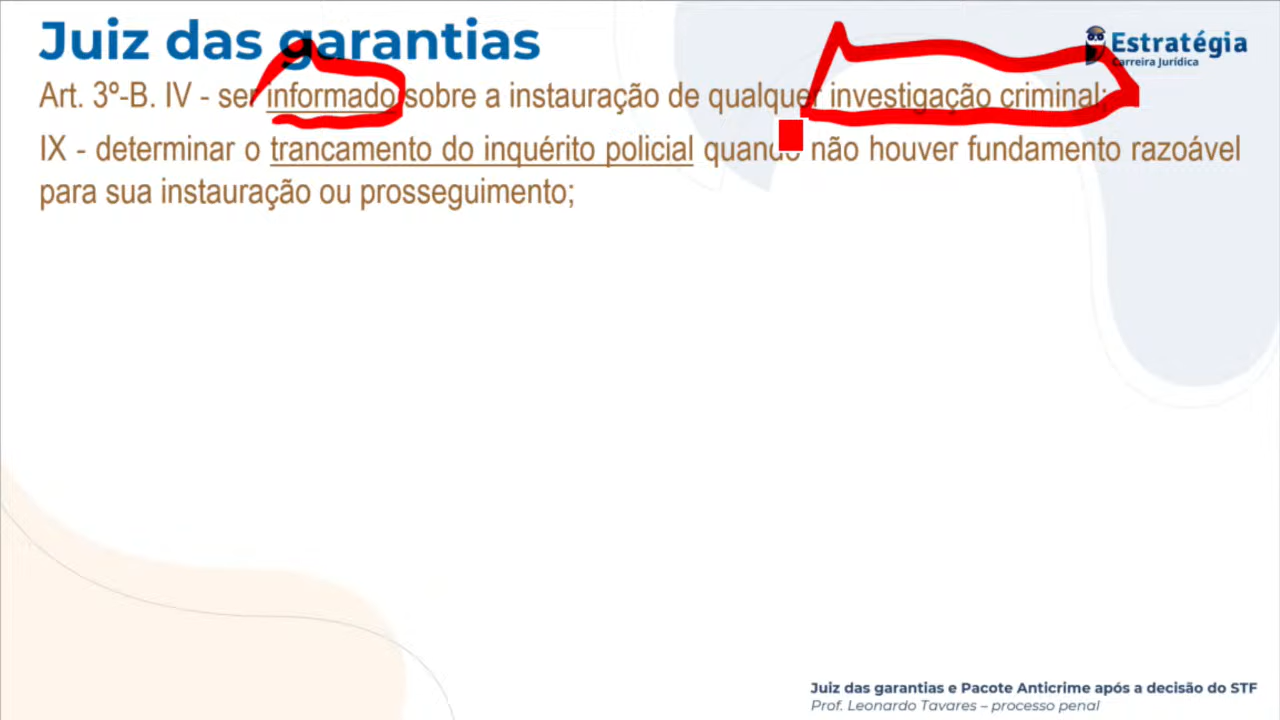 Juiz das garantias
Estratégia
Carreira Jurídica
Art. 3º-B. IV - ser informado sobre a instauração de qualquer investigação criminal;
IX - determinar o trancamento do inquérito policial quando não houver fundamento razoável
para sua instauração ou prosseguimento;
Juiz das garantias e Pacote Anticrime após a decisão do STF
Prof. Leonardo Tavares – processo penal